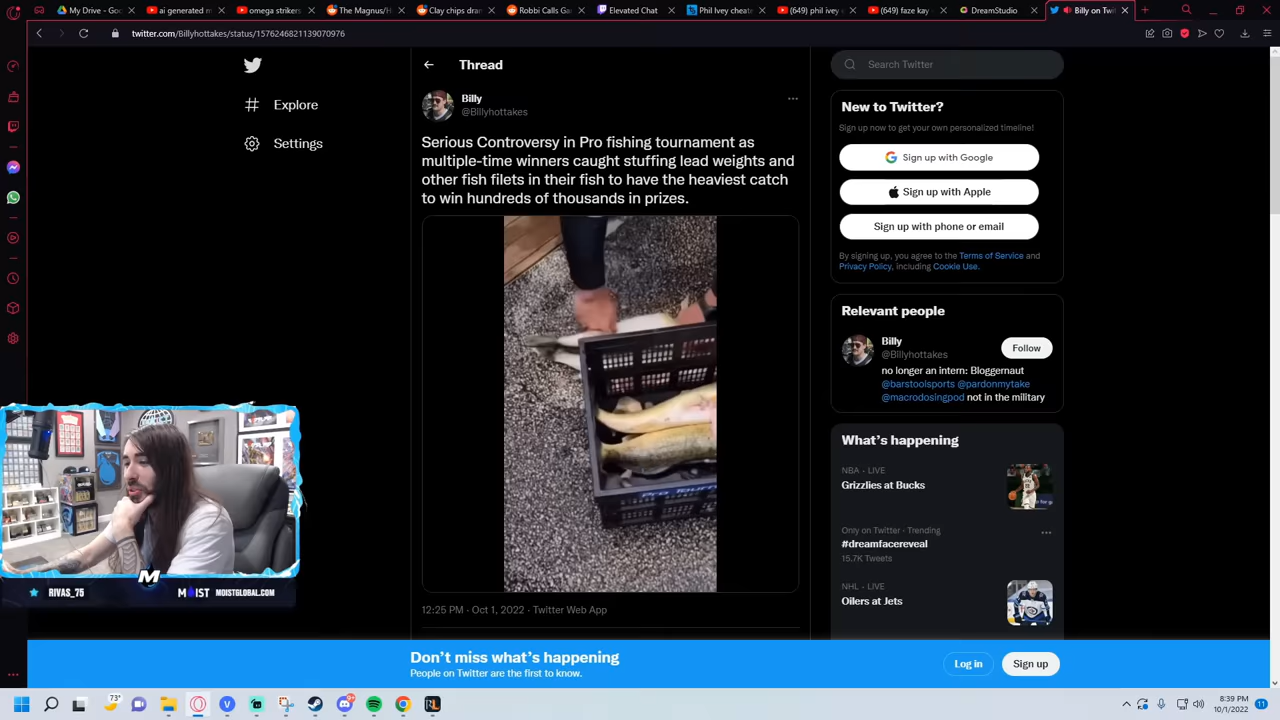 My Drive - Goo
ai generated m
omega strikers
The Magnus/H
Clay chips dran
Robbi Calls Ga
Elevated Chat
Phil Ivey cheat
(649) phil ivey
(649) faze kay
DreamStudio
Billy on Twit
twitter.com/Billyhottakes/status/1576246821139070976
Explore
Settings
Thread
Billy
@Billyhottakes
Serious Controversy in Pro fishing tournament as
multiple-time winners caught stuffing lead weights and
other fish filets in their fish to have the heaviest catch
to win hundreds of thousands in prizes.
12:25 PM · Oct 1, 2022 · Twitter Web App
Search Twitter
New to Twitter?
Sign up now to get your own personalized timeline!
Sign up with Google
Sign up with Apple
Sign up with phone or email
By signing up, you agree to the Terms of Service and
Privacy Policy, including Cookie Use.
Relevant people
Billy
@Billyhottakes
Follow
no longer an intern: Bloggernaut
@barstoolsports @pardonmytake
@macrodosingpod not in the military
What's happening
NBA · LIVE
Grizzlies at Bucks
Only on Twitter · Trending
#dreamfacereveal
15.7K Tweets
NHL · LIVE
Oilers at Jets
M
RIVAS_75
MOIST
MOISTGLOBAL.COM
Don't miss what's happening
People on Twitter are the first to know.
Log in
Sign up
73°
8:39 PM
10/1/2022
11